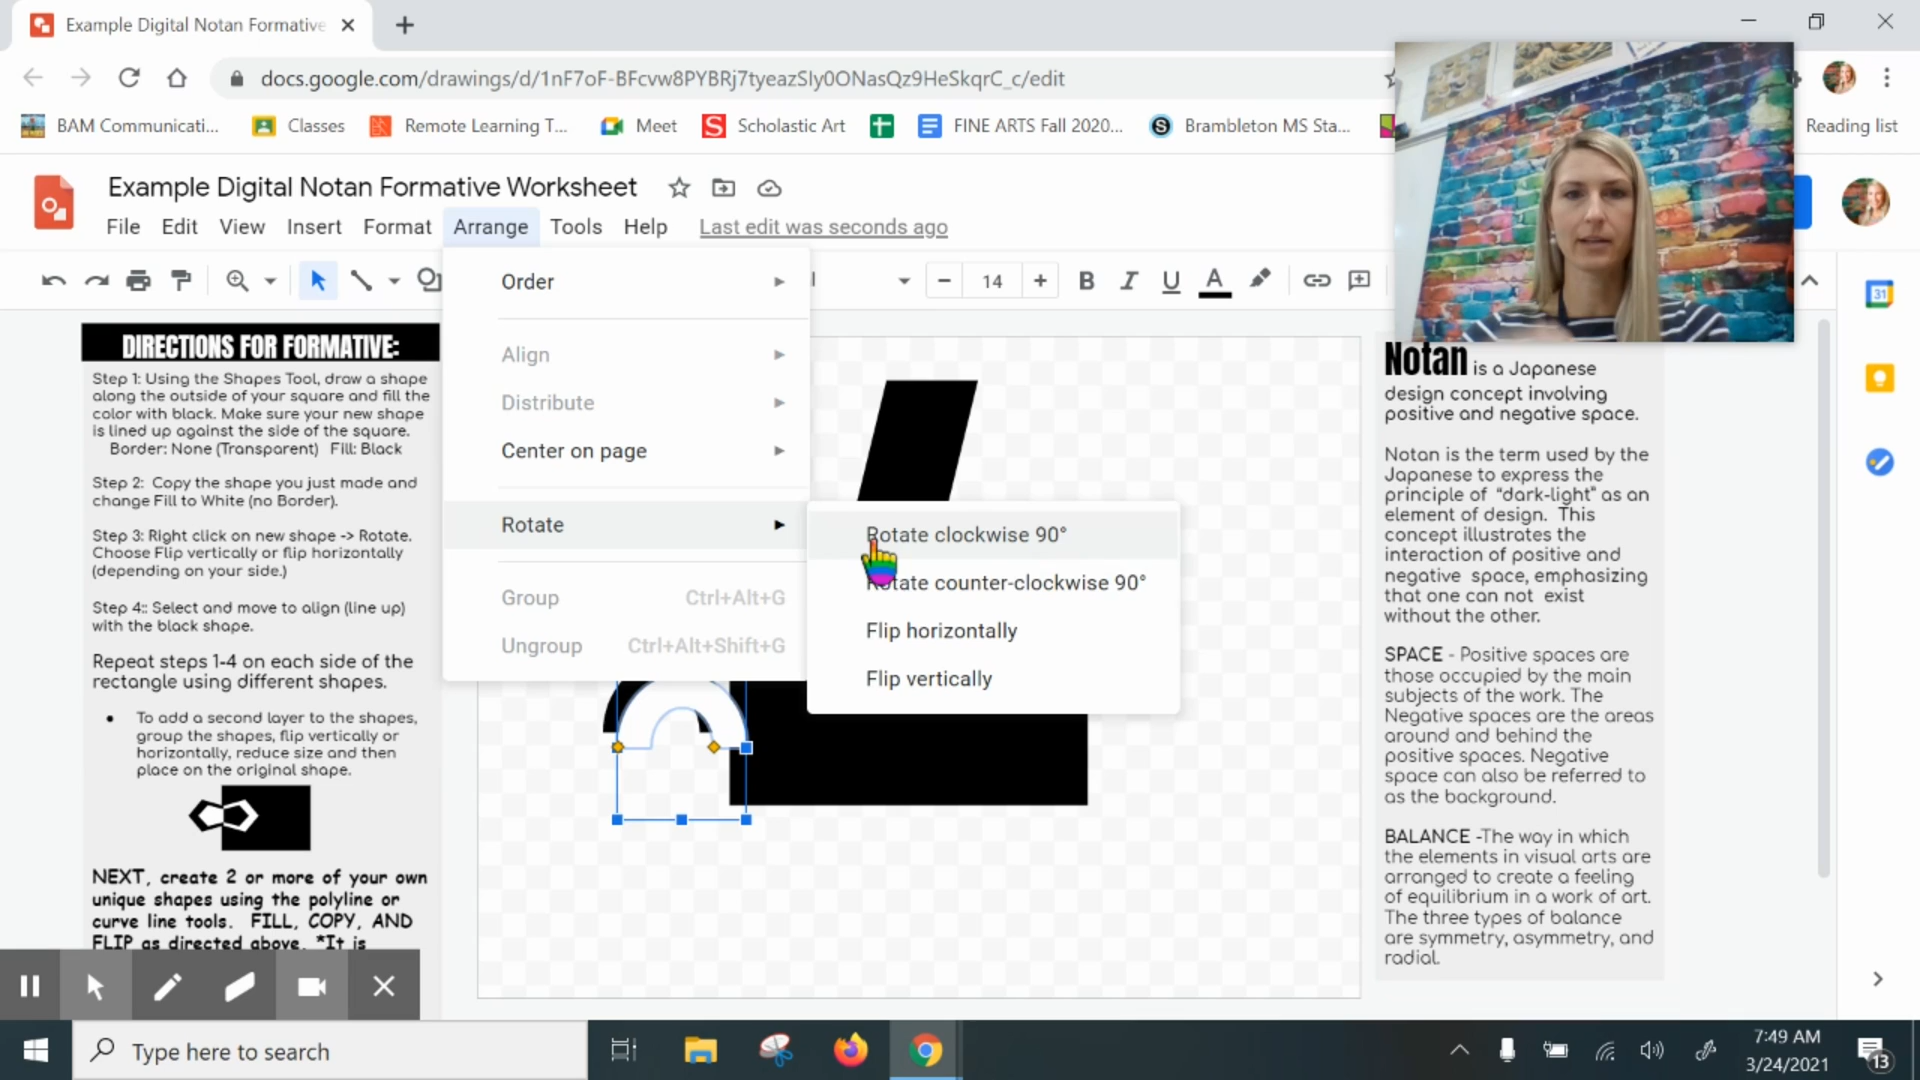 Example Digital Notan Formative
docs.google.com/drawings/d/1nF7oF-BFcvw8PYBRj7tyeazSly0ONasQz9HeSkqrC_c/edit
BAM Communicati... Classes Remote Learning T... Meet Scholastic Art FINE ARTS Fall 2020... Brambleton MS Sta... Reading list
Example Digital Notan Formative Worksheet
File Edit View Insert Format Arrange Tools Help Last edit was seconds ago
14 B I U A
31
Order
Align
Distribute
Center on page
Rotate
Group Ctrl+Alt+G
Ungroup Ctrl+Alt+Shift+G
Rotate clockwise 90°
Rotate counter-clockwise 90°
Flip horizontally
Flip vertically
DIRECTIONS FOR FORMATIVE:
Step 1: Using the Shapes Tool, draw a shape
along the outside of your square and fill the
color with black. Make sure your new shape
is lined up against the side of the square.
Border: None (Transparent) Fill: Black
Step 2: Copy the shape you just made and
change Fill to White (no Border).
Step 3: Right click on new shape -> Rotate.
Choose Flip vertically or flip horizontally
(depending on your side.)
Step 4:: Select and move to align (line up)
with the black shape.
Repeat steps 1-4 on each side of the
rectangle using different shapes.
● To add a second layer to the shapes,
group the shapes, flip vertically or
horizontally, reduce size and then
place on the original shape.
NEXT, create 2 or more of your own
unique shapes using the polyline or
curve line tools. FILL, COPY, AND
FLIP as directed above. *It is
Notan is a Japanese
design concept involving
positive and negative space.
Notan is the term used by the
Japanese to express the
principle of "dark-light" as an
element of design. This
concept illustrates the
interaction of positive and
negative space, emphasizing
that one can not exist
without the other.
SPACE - Positive spaces are
those occupied by the main
subjects of the work. The
Negative spaces are the areas
around and behind the
positive spaces. Negative
space can also be referred to
as the background.
BALANCE -The way in which
the elements in visual arts are
arranged to create a feeling
of equilibrium in a work of art.
The three types of balance
are symmetry, asymmetry, and
radial.
Type here to search
7:49 AM
3/24/2021
13